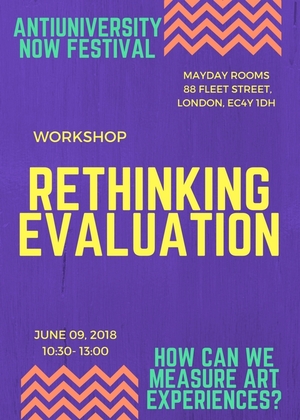 ANTIUNIVERSITY
NOW FESTIVAL
MAYDAY ROOMS
88 FLEET STREET,
LONDON, EC4Y 1DH
WORKSHOP
RETHINKING
EVALUATION
JUNE 09, 2018
10:30- 13:00
HOW CAN WE
MEASURE ART
EXPERIENCES?